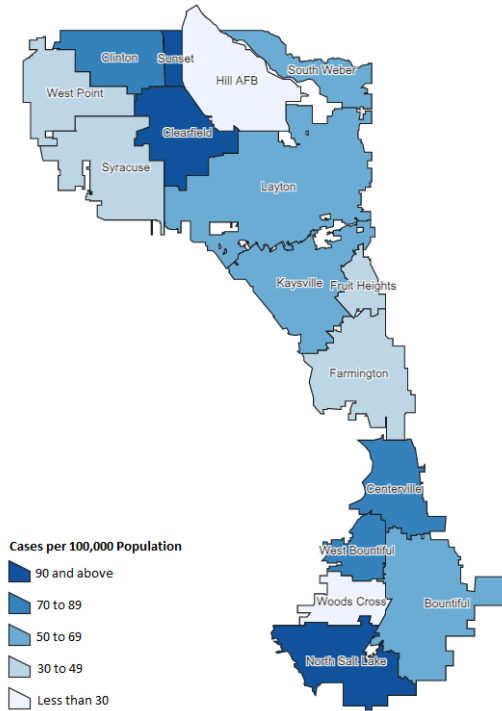 Clinton
Sunset
Hill AFB
South Weber
West Point
Clearfield
Syracuse
Layton
Kaysville
Fruit Heights
Farmington
Centerville
West Bountiful
Woods Cross
Bountiful
North Salt Lake
Cases per 100,000 Population
90 and above
70 to 89
50 to 69
30 to 49
Less than 30